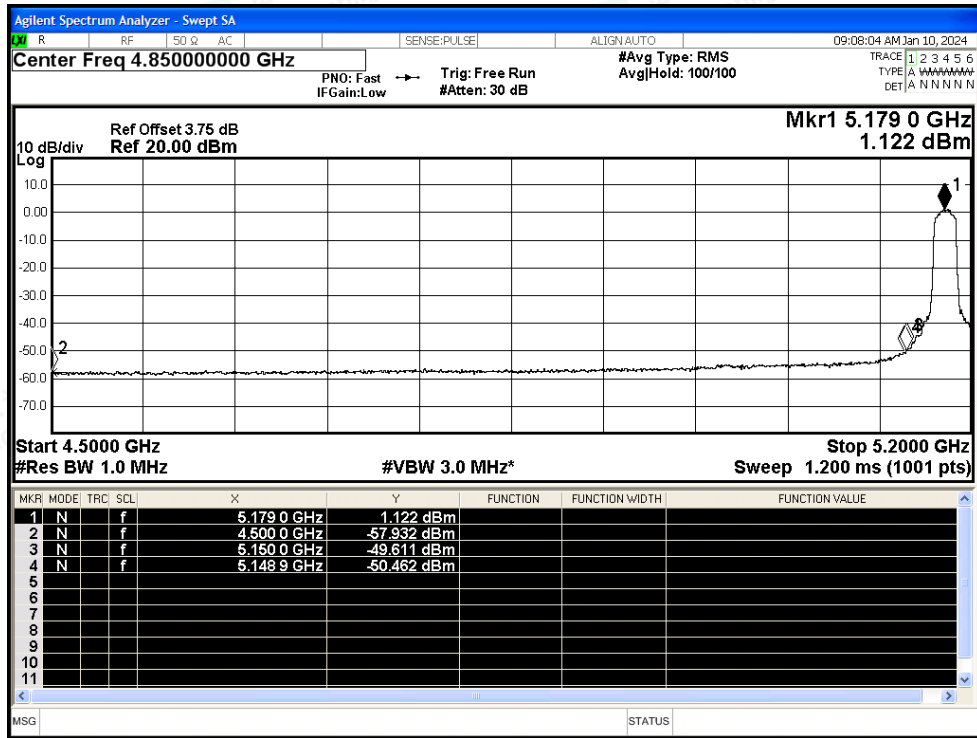 Agilent Spectrum Analyzer - Swept SA
LXI R RF 50 Ω AC SENSE:PULSE ALIGN AUTO 09:08:04 AM Jan 10, 2024
Center Freq 4.850000000 GHz
PNO: Fast
IFGain:Low
Trig: Free Run
#Atten: 30 dB
#Avg Type: RMS
Avg|Hold: 100/100
TRACE 1 2 3 4 5 6
TYPE A
DET A N N N N N
Ref Offset 3.75 dB
10 dB/div Ref 20.00 dBm
Log
Mkr1 5.179 0 GHz
1.122 dBm
10.0
0.00
-10.0
-20.0
-30.0
-40.0
-50.0
-60.0
-70.0
1
2
Start 4.5000 GHz Stop 5.2000 GHz
#Res BW 1.0 MHz #VBW 3.0 MHz* Sweep 1.200 ms (1001 pts)
MKR MODE TRC SCL X Y FUNCTION FUNCTION WIDTH FUNCTION VALUE
1 N f 5.179 0 GHz 1.122 dBm
2 N f 4.500 0 GHz -57.932 dBm
3 N f 5.150 0 GHz -49.611 dBm
4 N f 5.148 9 GHz -50.462 dBm
5
6
7
8
9
10
11
MSG STATUS